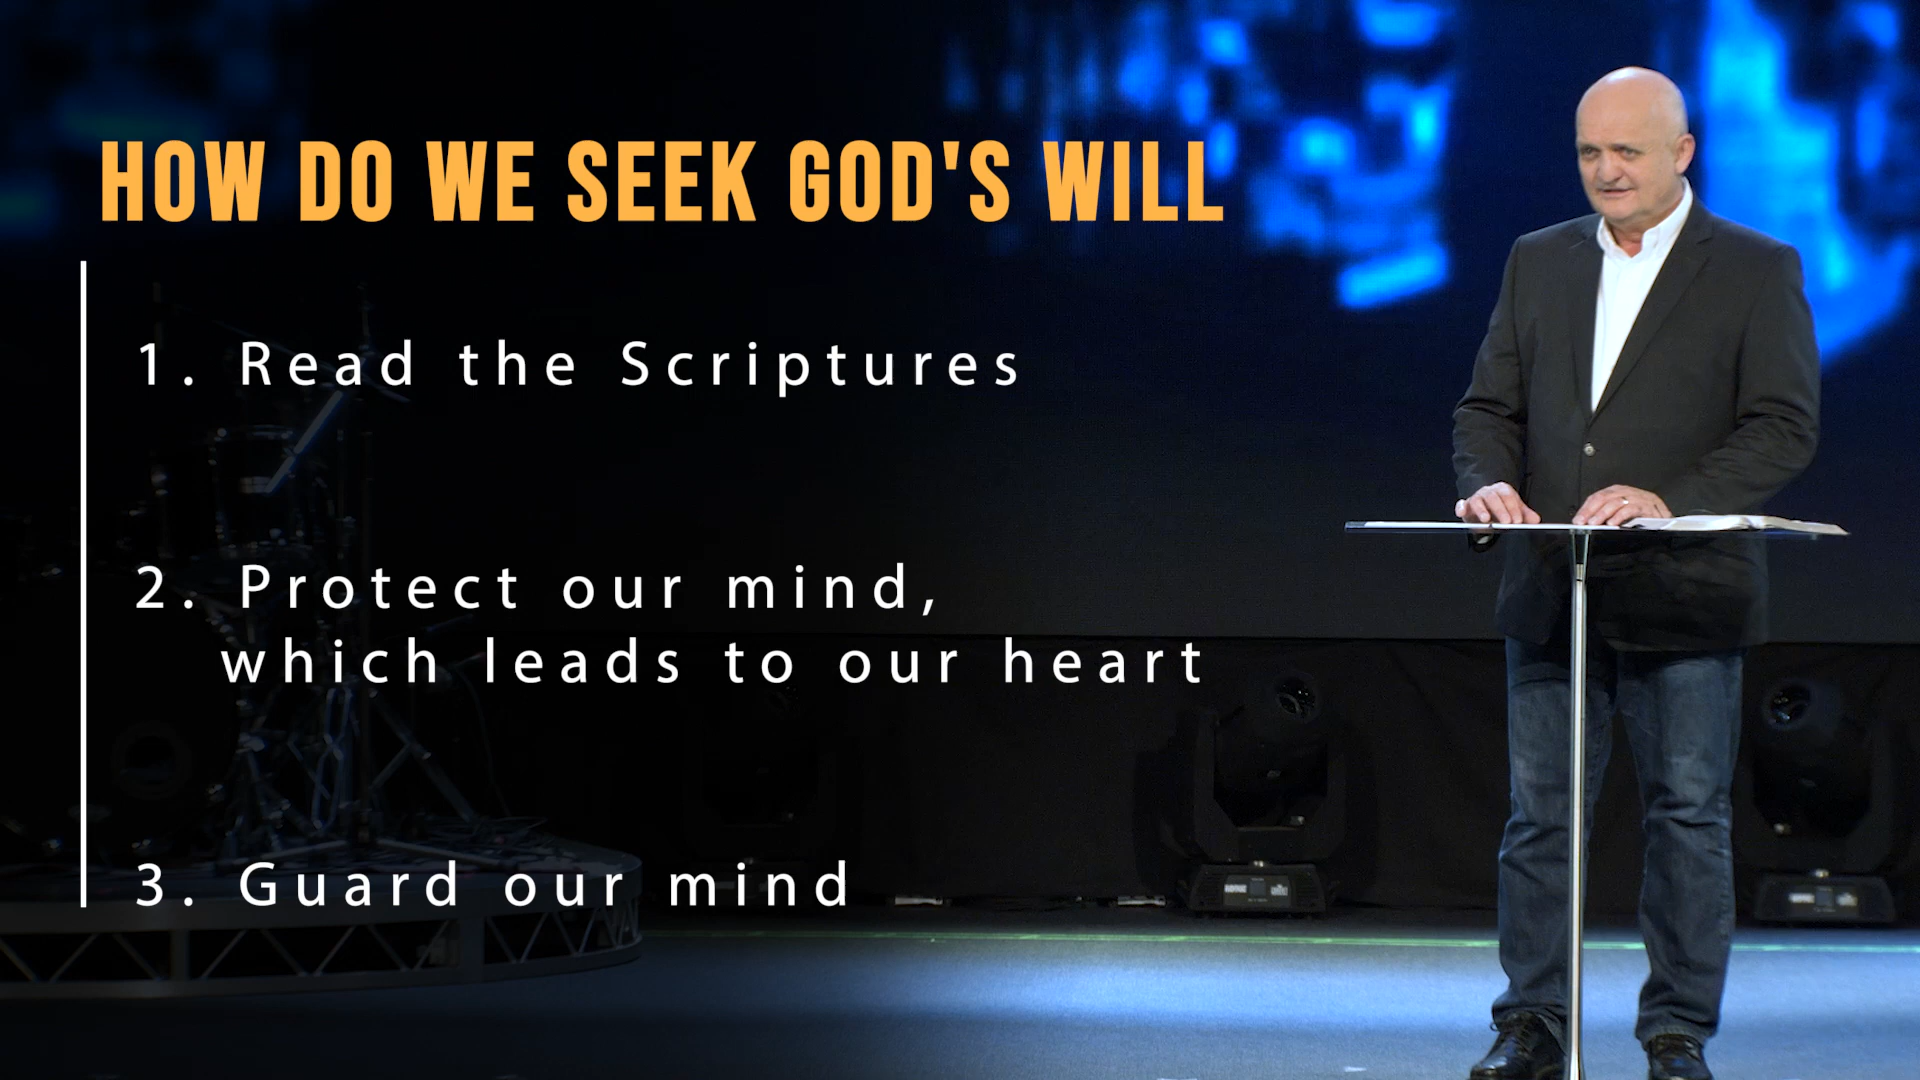 HOW DO WE SEEK GOD'S WILL
1. Read the Scriptures
2. Protect our mind,
which leads to our heart
3. Guard our mind